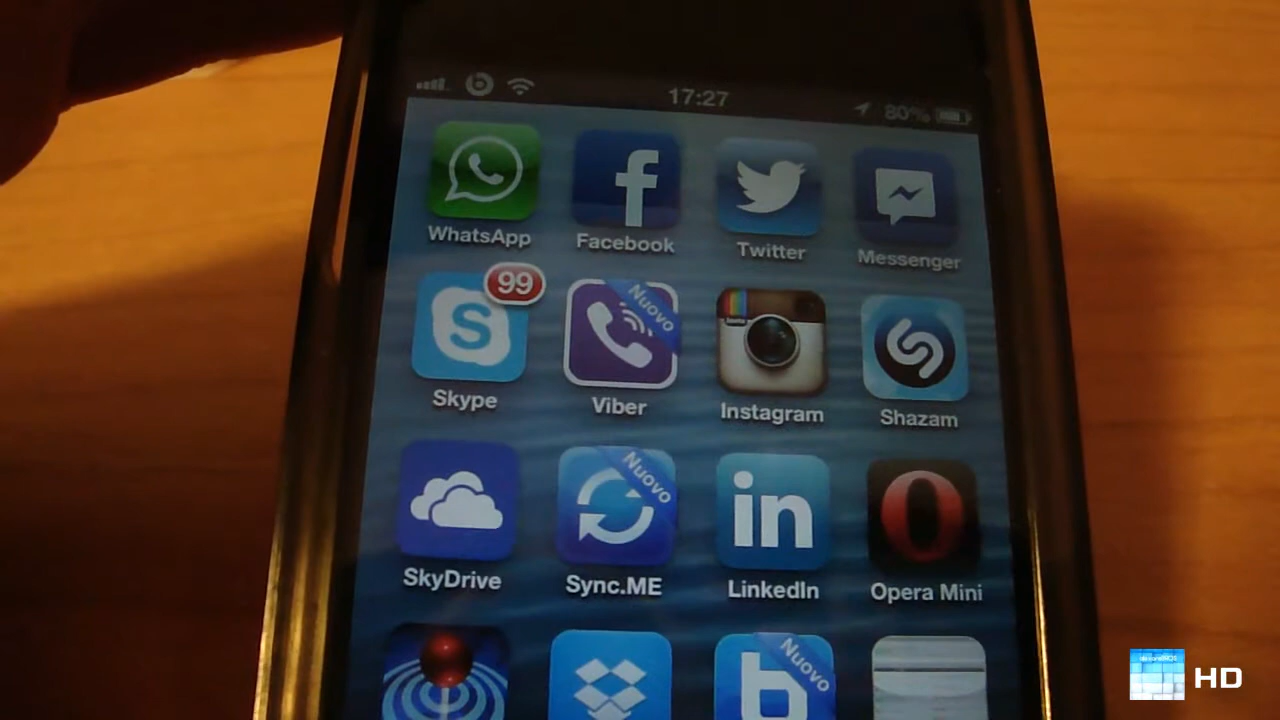 17:27
80%
WhatsApp
Facebook
Twitter
Messenger
99
Nuovo
Skype
Viber
Instagram
Shazam
Nuovo
in
SkyDrive
Sync.ME
LinkedIn
Opera Mini
Nuovo
HD